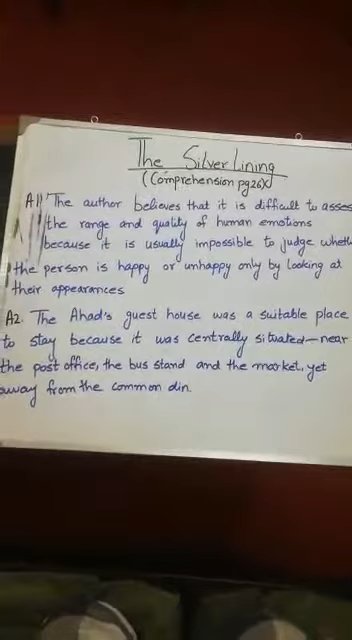 The Silver Lining
(Comprehension pg26)
A1) The author believes that it is difficult to asses
the range and quality of human emotions
because it is usually impossible to judge
the person is happy or unhappy only by looking at
their appearances
A2. The Ahad's guest house was a suitable place
to stay because it was centrally situated-near
the post office, the bus stand and the market, yet
away from the common din